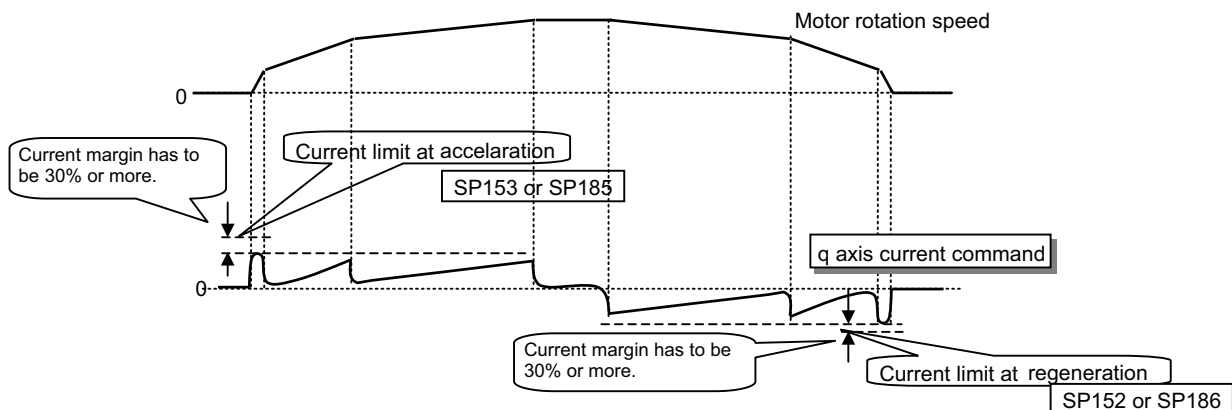 Motor rotation speed
0
Current margin has to
be 30% or more.
Current limit at accelaration
SP153 or SP185
q axis current command
0
Current margin has to be
30% or more.
Current limit at regeneration
SP152 or SP186